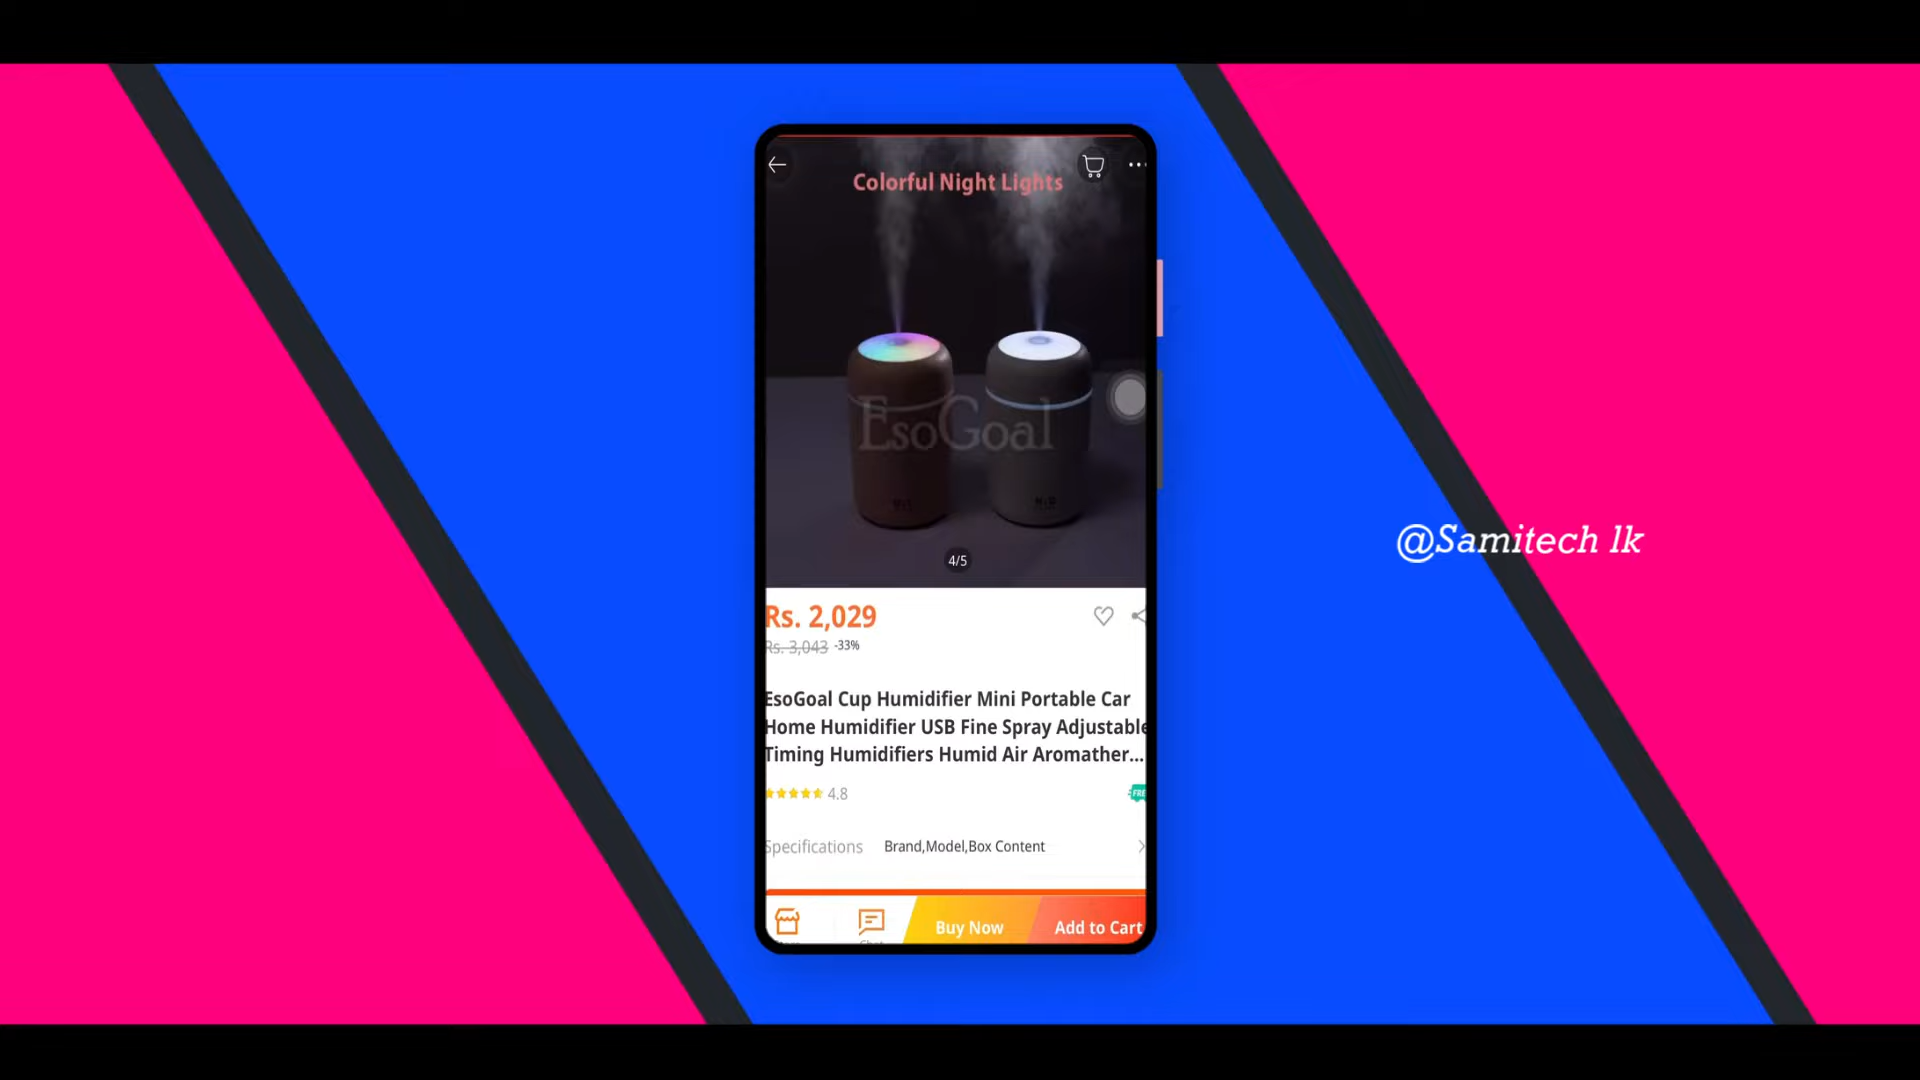 Colorful Night Lights
EsoGoal
4/5
Rs. 2,029
Rs. 3,043 -33%
EsoGoal Cup Humidifier Mini Portable Car
Home Humidifier USB Fine Spray Adjustable
Timing Humidifiers Humid Air Aromather...
4.8
Specifications Brand,Model,Box Content
Buy Now
Add to Cart
@Samitech lk